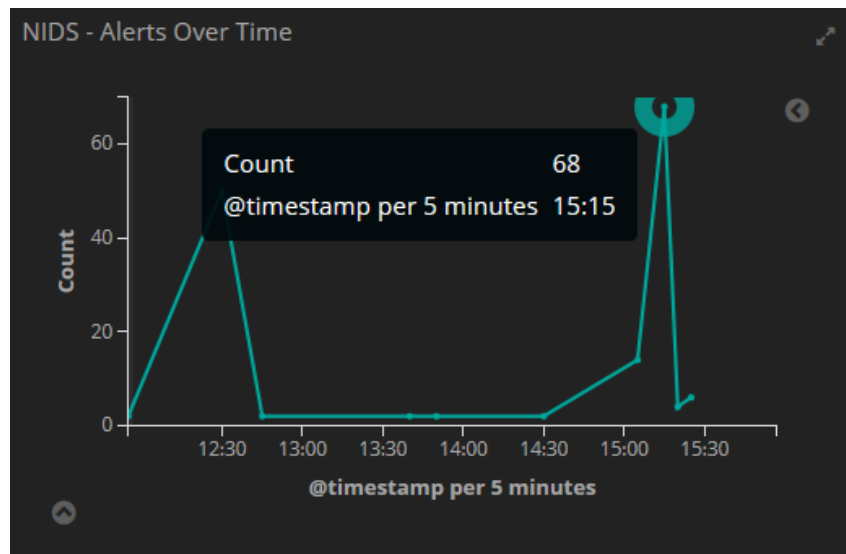 NIDS - Alerts Over Time
Count 68
@timestamp per 5 minutes 15:15
60
40
20
0
Count
12:30 13:00 13:30 14:00 14:30 15:00 15:30
@timestamp per 5 minutes